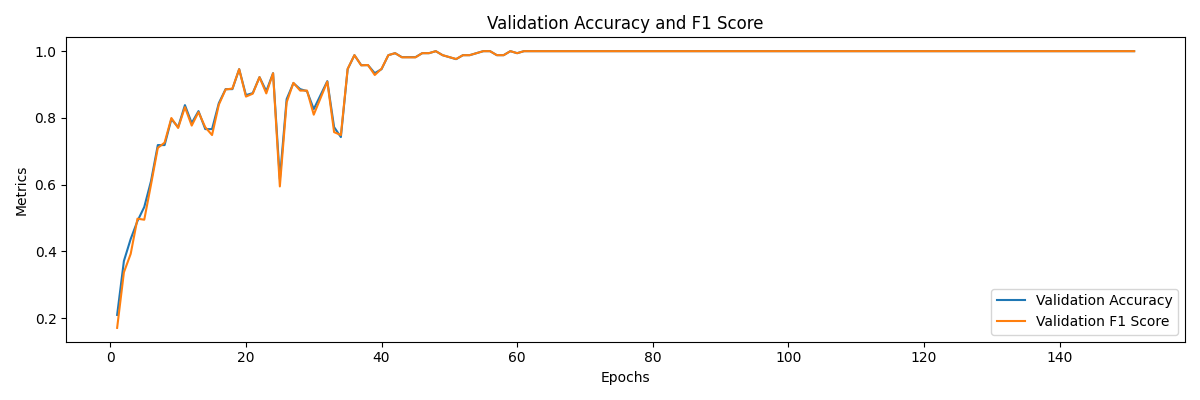 Validation Accuracy and F1 Score
1.0
0.8
0.6
0.4
0.2
Metrics
0 20 40 60 80 100 120 140
Epochs
Validation Accuracy
Validation F1 Score